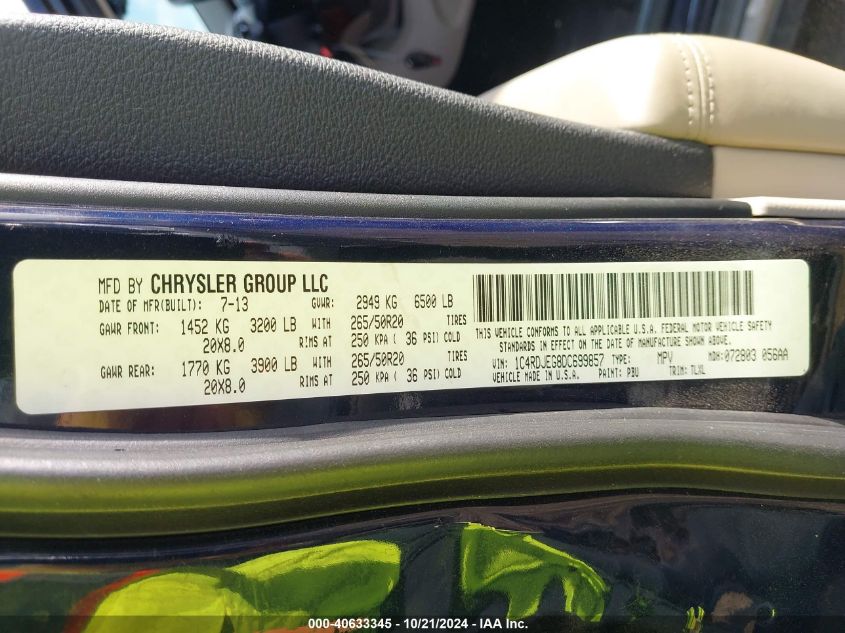 MFD BY CHRYSLER GROUP LLC
DATE OF MFR(BUILT): 7-13 GVWR: 2949 KG 6500 LB
GAWR FRONT: 1452 KG 3200 LB WITH 265/50R20 TIRES
20X8.0 RIMS AT 250 KPA ( 36 PSI) COLD
GAWR REAR: 1770 KG 3900 LB WITH 265/50R20 TIRES
20X8.0 RIMS AT 250 KPA ( 36 PSI) COLD
THIS VEHICLE CONFORMS TO ALL APPLICABLE U.S.A. FEDERAL MOTOR VEHICLE SAFETY
STANDARDS IN EFFECT ON THE DATE OF MANUFACTURE SHOWN ABOVE.
VIN: 1C4RDJEG8DC699857 TYPE: MPV MDH: 072803 056AA
VEHICLE MADE IN U.S.A. PAINT: PBU TRIM: TLXL
000-40633345 - 10/21/2024 - IAA Inc.